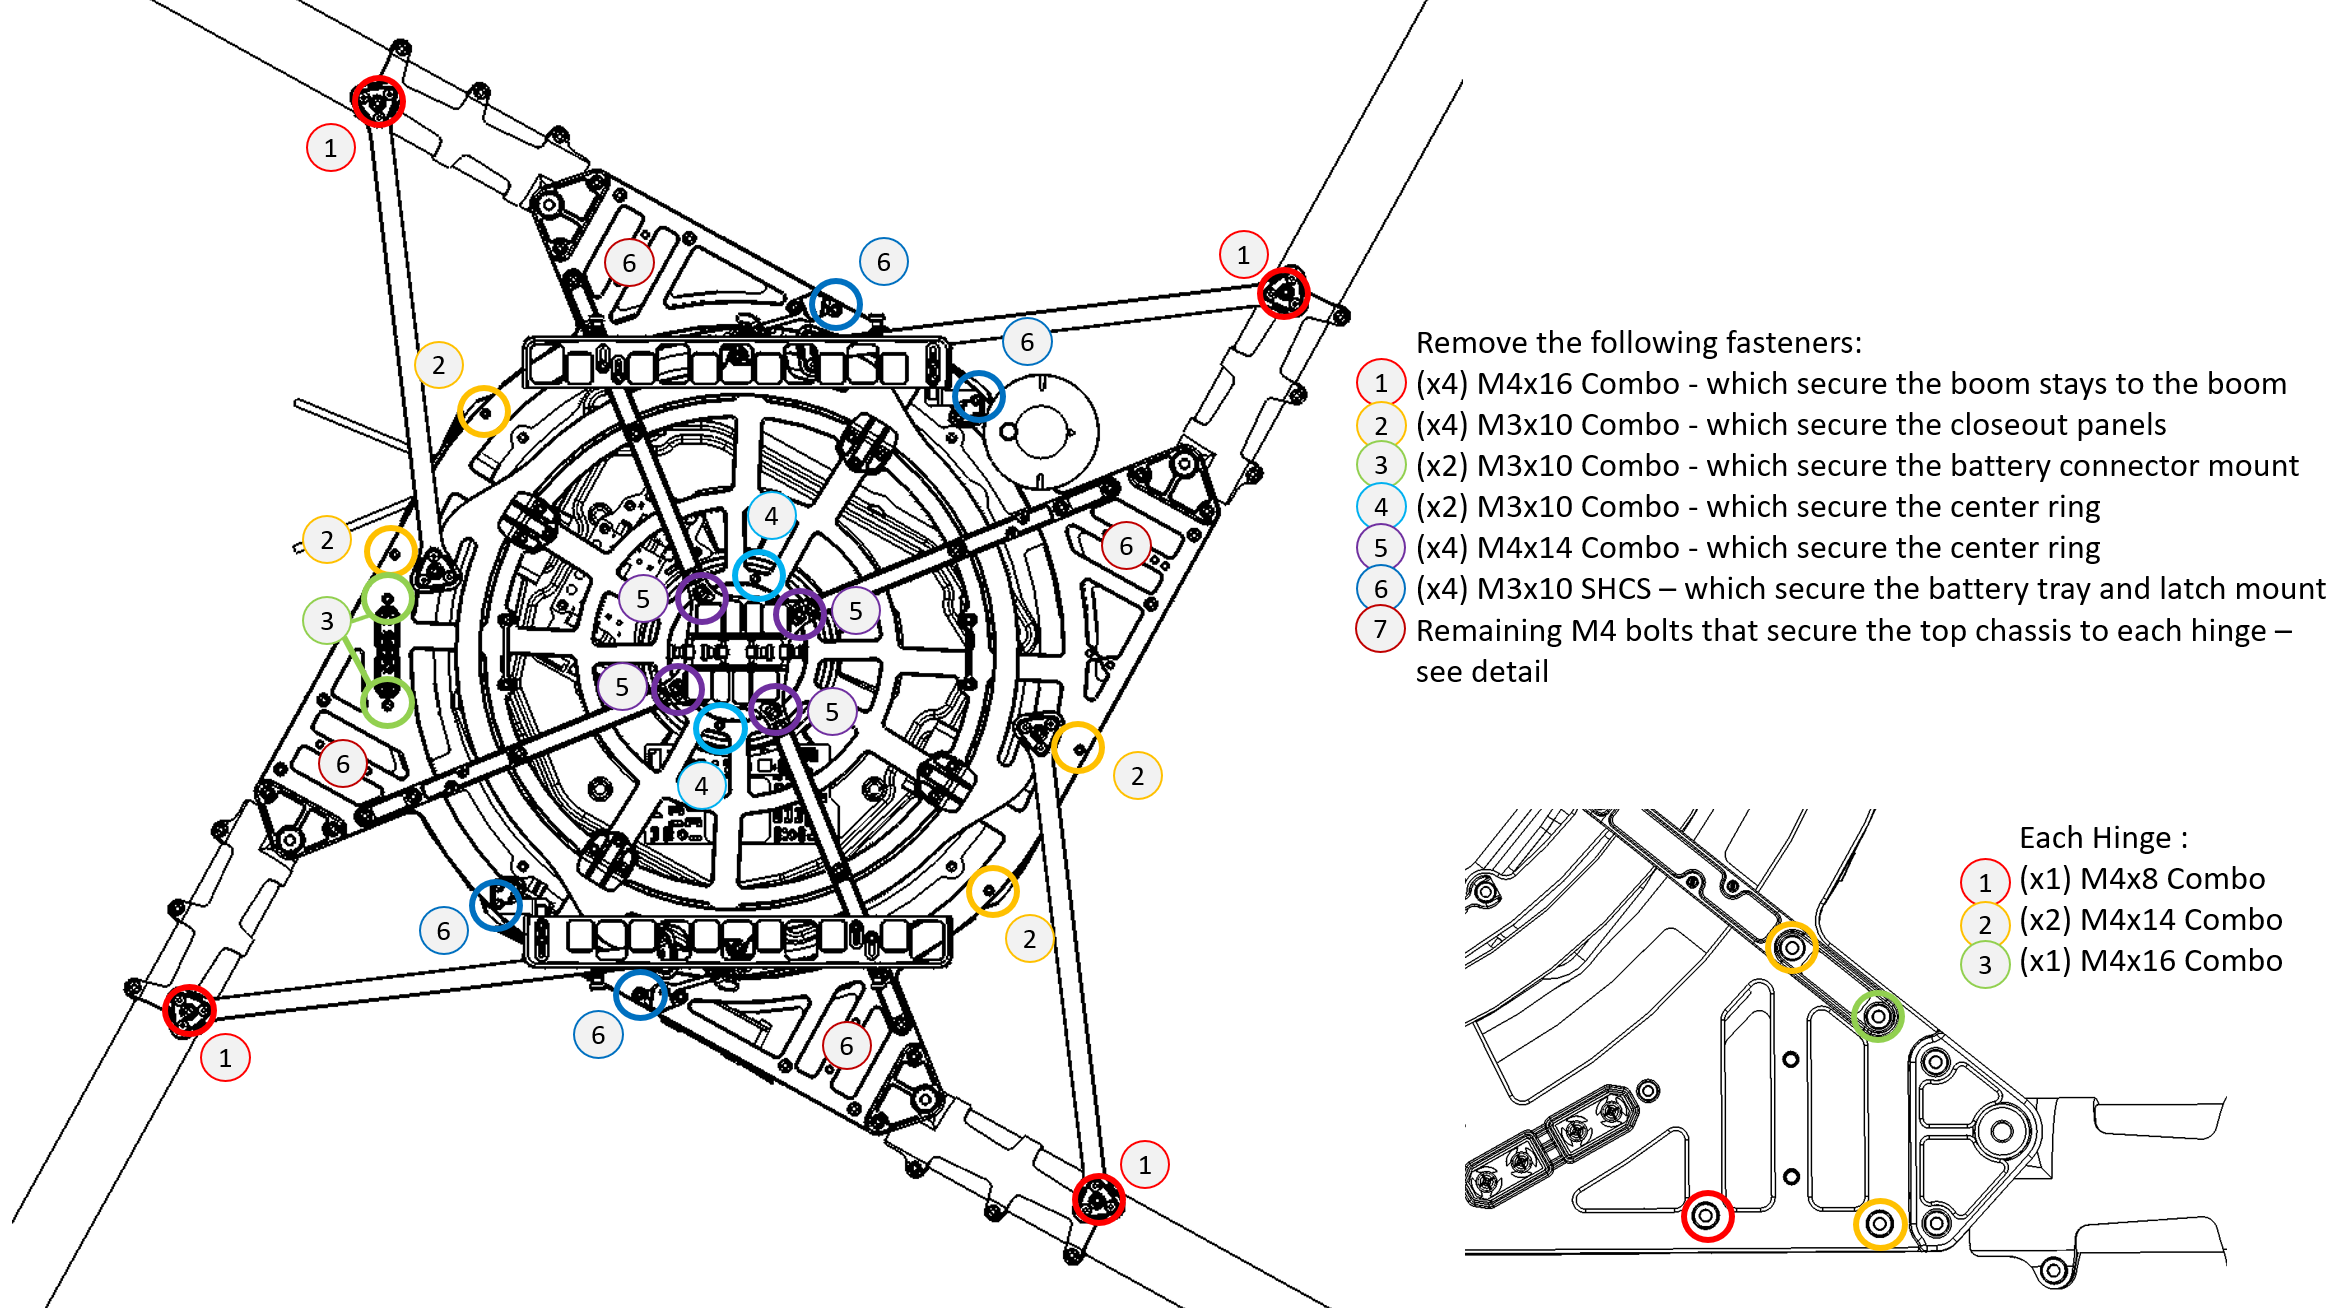 1
6
6
1
6
2
2
4
6
5
5
3
5
5
6
4
2
6
2
6
6
1
1
Remove the following fasteners:
1 (x4) M4x16 Combo - which secure the boom stays to the boom
2 (x4) M3x10 Combo - which secure the closeout panels
3 (x2) M3x10 Combo - which secure the battery connector mount
4 (x2) M3x10 Combo - which secure the center ring
5 (x4) M4x14 Combo - which secure the center ring
6 (x4) M3x10 SHCS – which secure the battery tray and latch mount
7 Remaining M4 bolts that secure the top chassis to each hinge –
see detail
Each Hinge :
1 (x1) M4x8 Combo
2 (x2) M4x14 Combo
3 (x1) M4x16 Combo